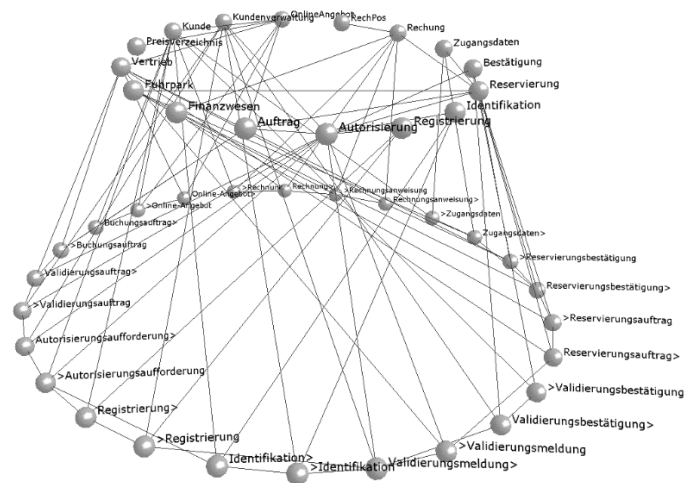 OnlineAngebot
Kundenverwaltung
RechPos
Kunde
Rechung
Preisverzeichnis
Zugangsdaten
Vertrieb
Bestätigung
Fuhrpark
Reservierung
Finanzwesen
Identifikation
Auftrag
Registrierung
Autorisierung
>Rechnung
Rechnung>
>Rechnungsanweisung
Online-Angebot>
Rechnungsanweisung>
>Online-Angebot
>Zugangsdaten
Buchungsauftrag>
Zugangsdaten>
>Buchungsauftrag
>Reservierungsbestätigung
Validierungsauftrag>
Reservierungsbestätigung>
>Validierungsauftrag
>Reservierungsauftrag
Autorisierungsaufforderung>
Reservierungsauftrag>
>Autorisierungsaufforderung
>Validierungsbestätigung
Registrierung>
Validierungsbestätigung>
>Registrierung
>Validierungsmeldung
Identifikation>
>Identifikation
Validierungsmeldung>